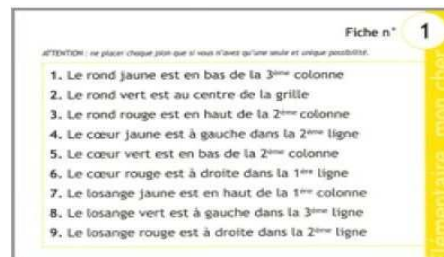 Fiche n° 1
ATTENTION : ne placer chaque pion que si vous n'avez qu'une seule et unique possibilité.
1. Le rond jaune est en bas de la 3ème colonne
2. Le rond vert est au centre de la grille
3. Le rond rouge est en haut de la 2ème colonne
4. Le cœur jaune est à gauche dans la 2ème ligne
5. Le cœur vert est en bas de la 2ème colonne
6. Le cœur rouge est à droite dans la 1ère ligne
7. Le losange jaune est en haut de la 1ère colonne
8. Le losange vert est à gauche dans la 3ème ligne
9. Le losange rouge est à droite dans la 2ème ligne